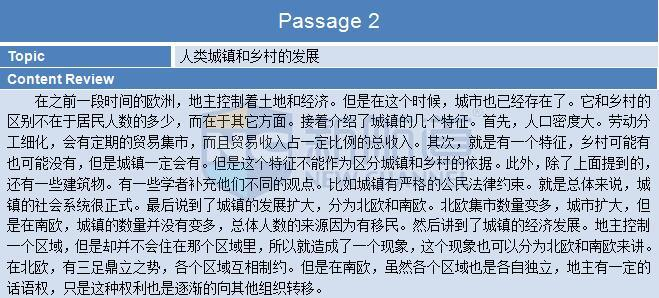 Passage 2
Topic 人类城镇和乡村的发展
Content Review
在之前一段时间的欧洲，地主控制着土地和经济。但是在这个时候，城市也已经存在了。它和乡村的
区别不在于居民人数的多少，而在于其它方面。接着介绍了城镇的几个特征。首先，人口密度大。劳动分
工细化，会有定期的贸易集市，而且贸易收入占一定比例的总收入。其次，就是有一个特征，乡村可能有
也可能没有，但是城镇一定会有。但是这个特征不能作为区分城镇和乡村的依据。此外，除了上面提到的，
还有一些建筑物。有一些学者补充他们不同的观点。比如城镇有严格的公民法律约束。就是总体来说，城
镇的社会系统很正式。最后说到了城镇的发展扩大，分为北欧和南欧。北欧集市数量变多，城市扩大，但
是在南欧，城镇的数量并没有变多，总体人数的来源因为有移民。然后讲到了城镇的经济发展。地主控制
一个区域，但是却并不会住在那个区域里，所以就造成了一个现象，这个现象也可以分为北欧和南欧来讲。
在北欧，有三足鼎立之势，各个区域互相制约。但是在南欧，虽然各个区域也是各自独立，地主有一定的
话语权，只是这种权利也是逐渐的向其他组织转移。